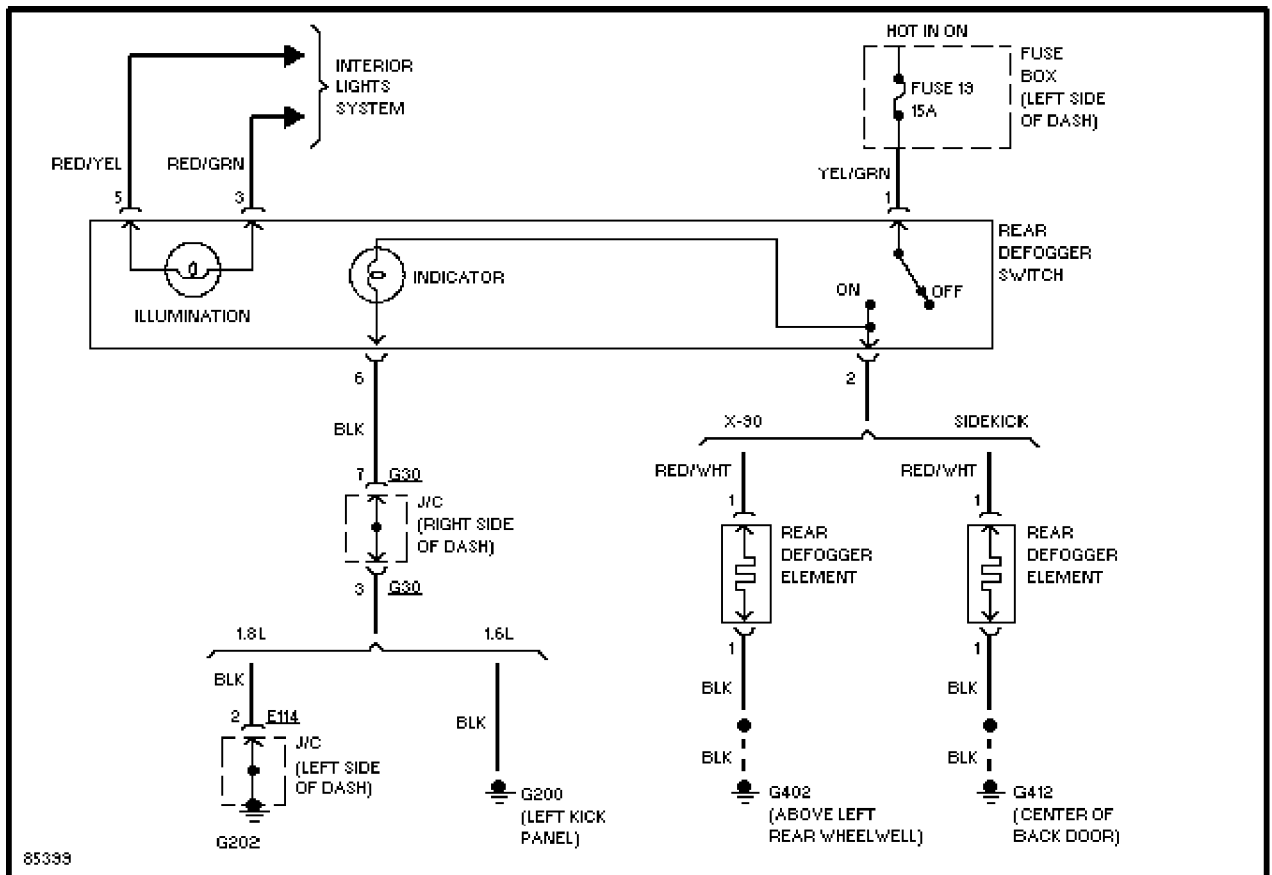 HOT IN ON
INTERIOR
LIGHTS
SYSTEM
FUSE 19
15A
FUSE
BOX
(LEFT SIDE
OF DASH)
RED/YEL
RED/GRN
YEL/GRN
5
3
1
REAR
DEFOGGER
SWITCH
ILLUMINATION
INDICATOR
ON
OFF
6
2
BLK
X-90
SIDEKICK
7 G30
J/C
(RIGHT SIDE
OF DASH)
3 G30
RED/WHT
RED/WHT
1
1
REAR
DEFOGGER
ELEMENT
REAR
DEFOGGER
ELEMENT
1
1
1.8L
1.6L
BLK
2 E114
J/C
(LEFT SIDE
OF DASH)
G202
BLK
G200
(LEFT KICK
PANEL)
BLK
BLK
G402
(ABOVE LEFT
REAR WHEELWELL)
BLK
BLK
G412
(CENTER OF
BACK DOOR)
85399